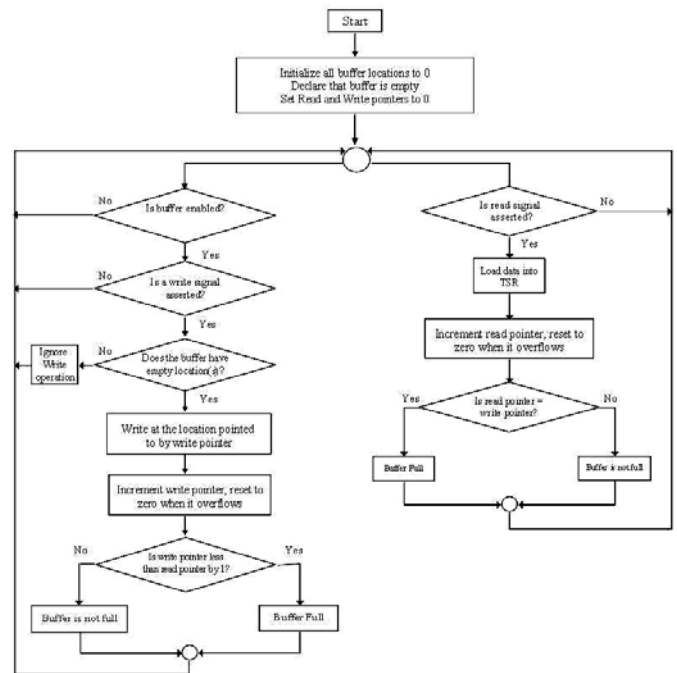 Start
Initialize all buffer locations to 0
Declare that buffer is empty
Set Read and Write pointers to 0
Is buffer enabled?
No
Yes
Is a write signal
asserted?
No
Yes
Does the buffer have
empty location(s)?
No
Ignore
Write
operation
Yes
Write at the location pointed
to by write pointer
Increment write pointer, reset to
zero when it overflows
Is write pointer less
than read pointer by 1?
No
Yes
Buffer is not full
Buffer Full
Is read signal
asserted?
No
Yes
Load data into
TSR
Increment read pointer, reset to
zero when it overflows
Is read pointer =
write pointer?
Yes
No
Buffer Full
Buffer is not full